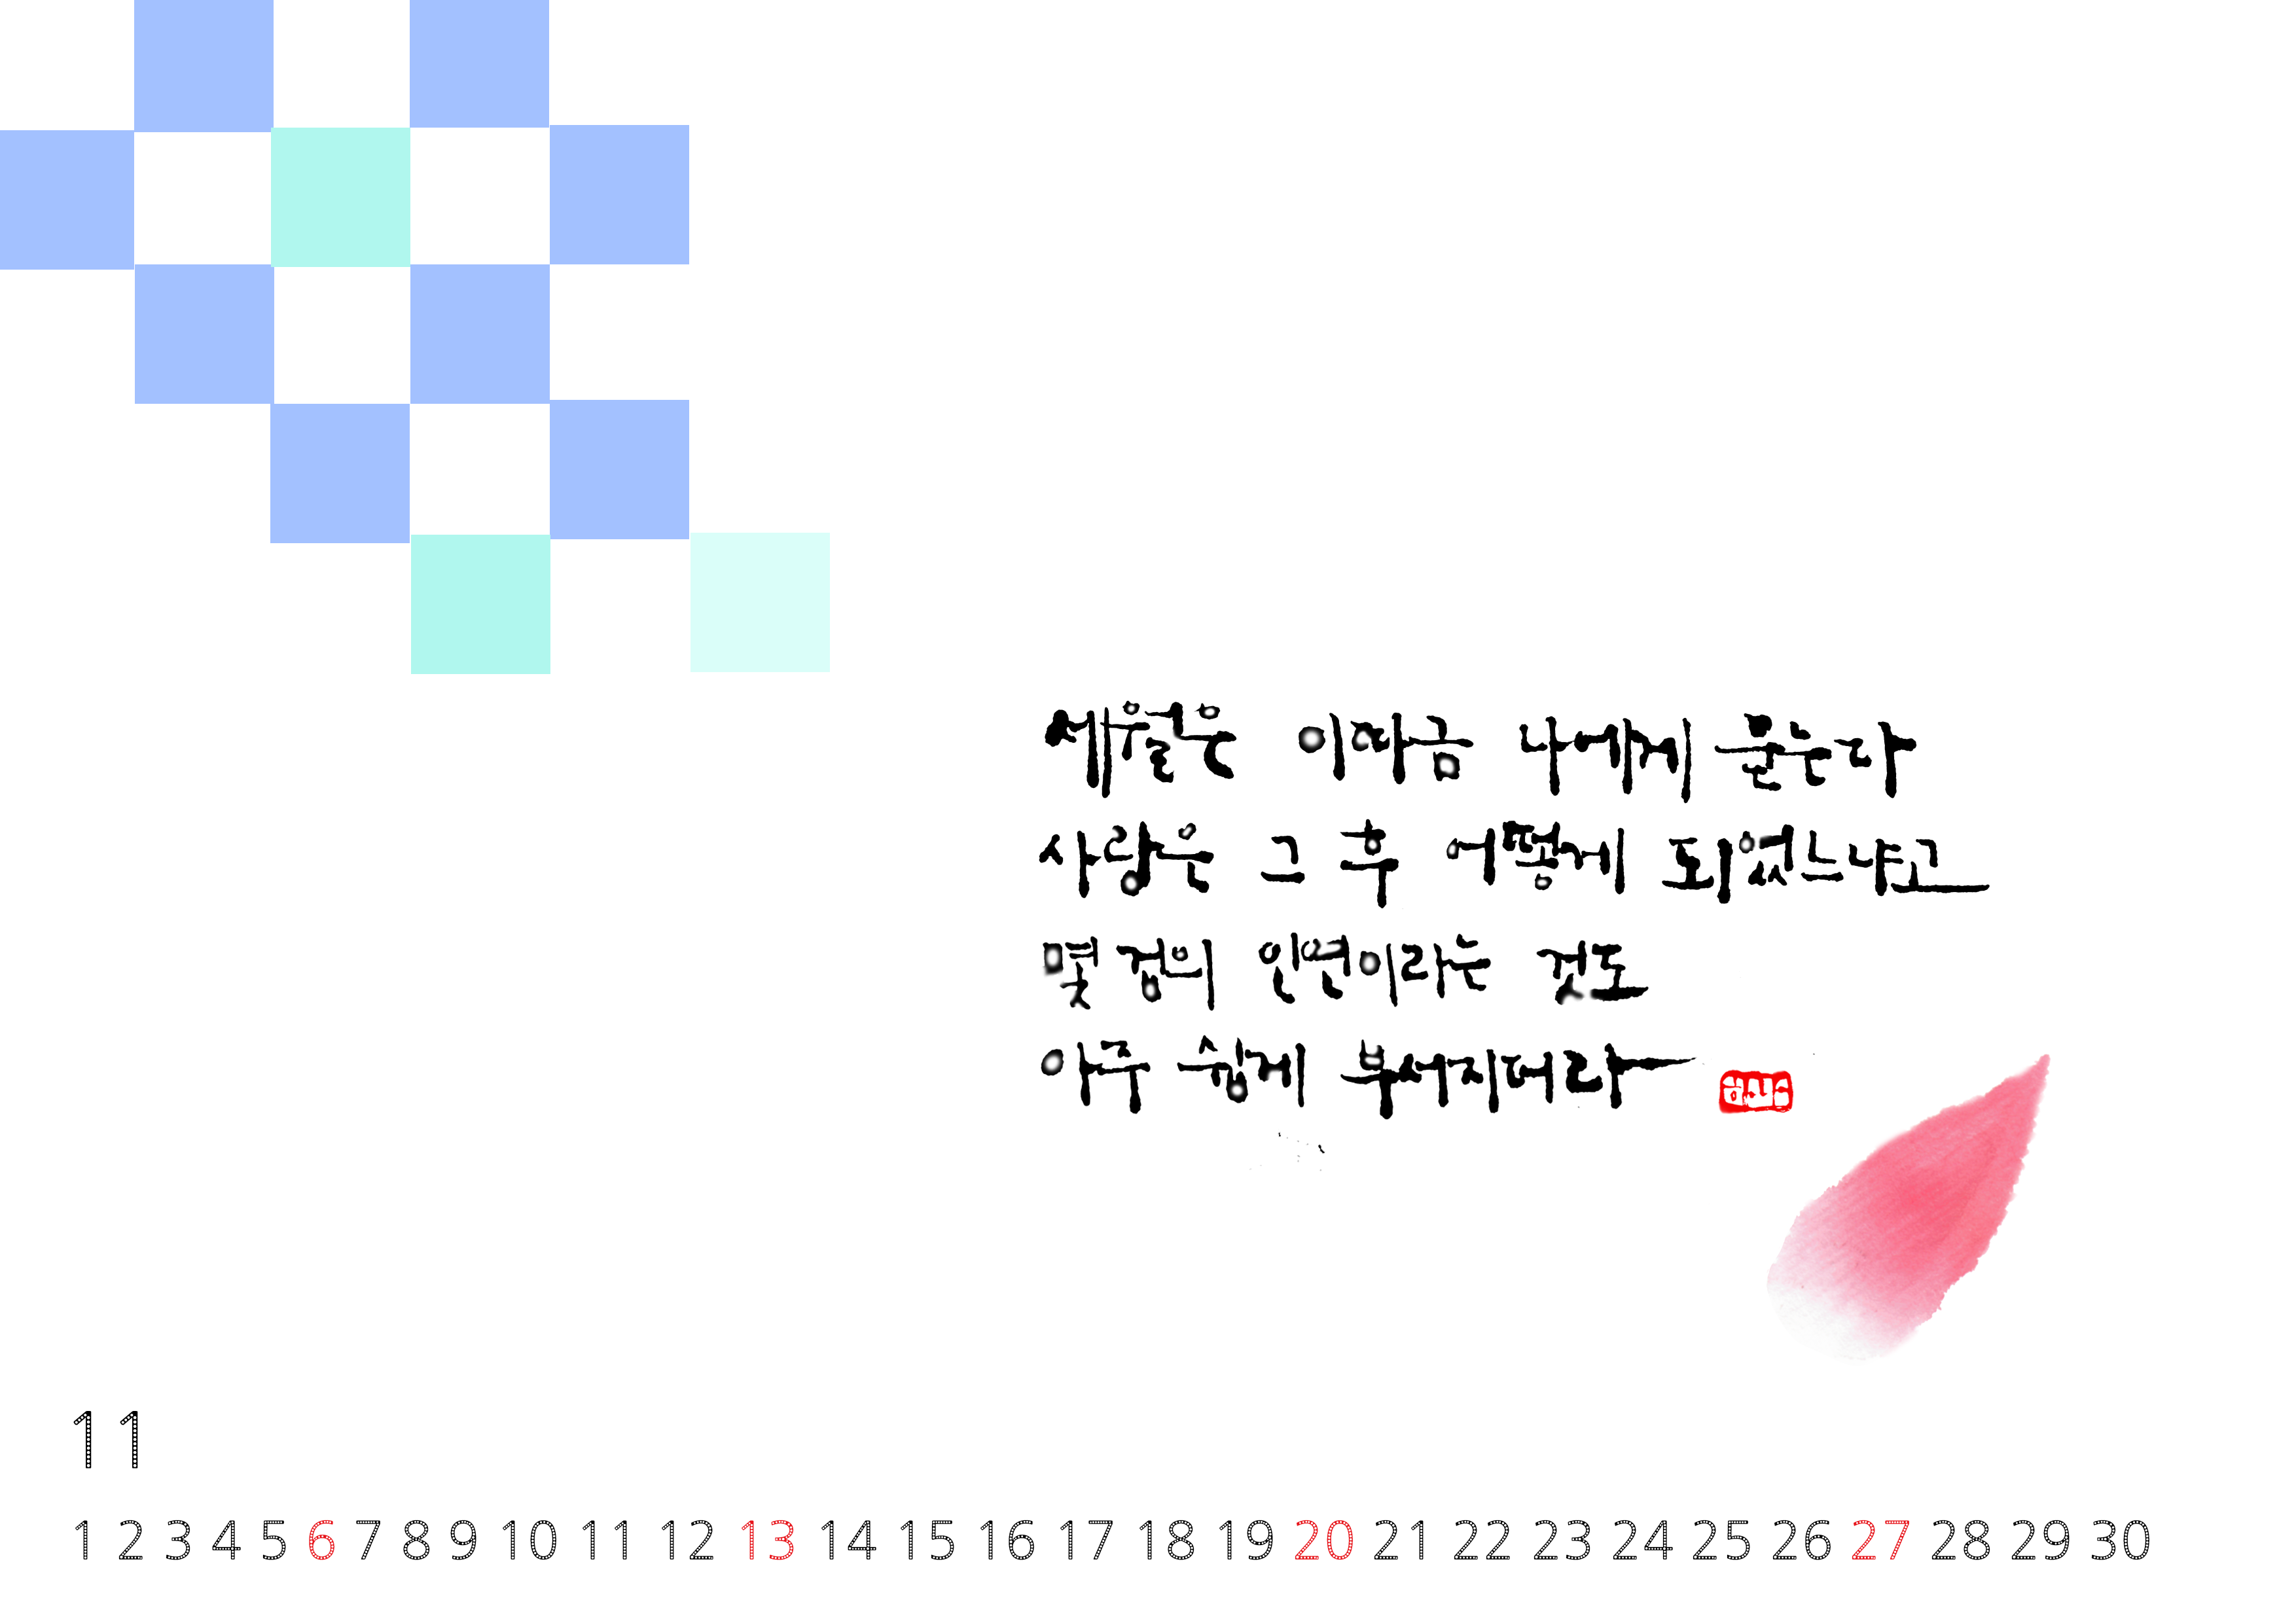 세월은 이따금 나에게 묻는다
사랑은 그 후 어떻게 되었느냐고
몇 겁의 인연이라는 것도
아주 쉽게 부서지더라
11
1 2 3 4 5 6 7 8 9 10 11 12 13 14 15 16 17 18 19 20 21 22 23 24 25 26 27 28 29 30